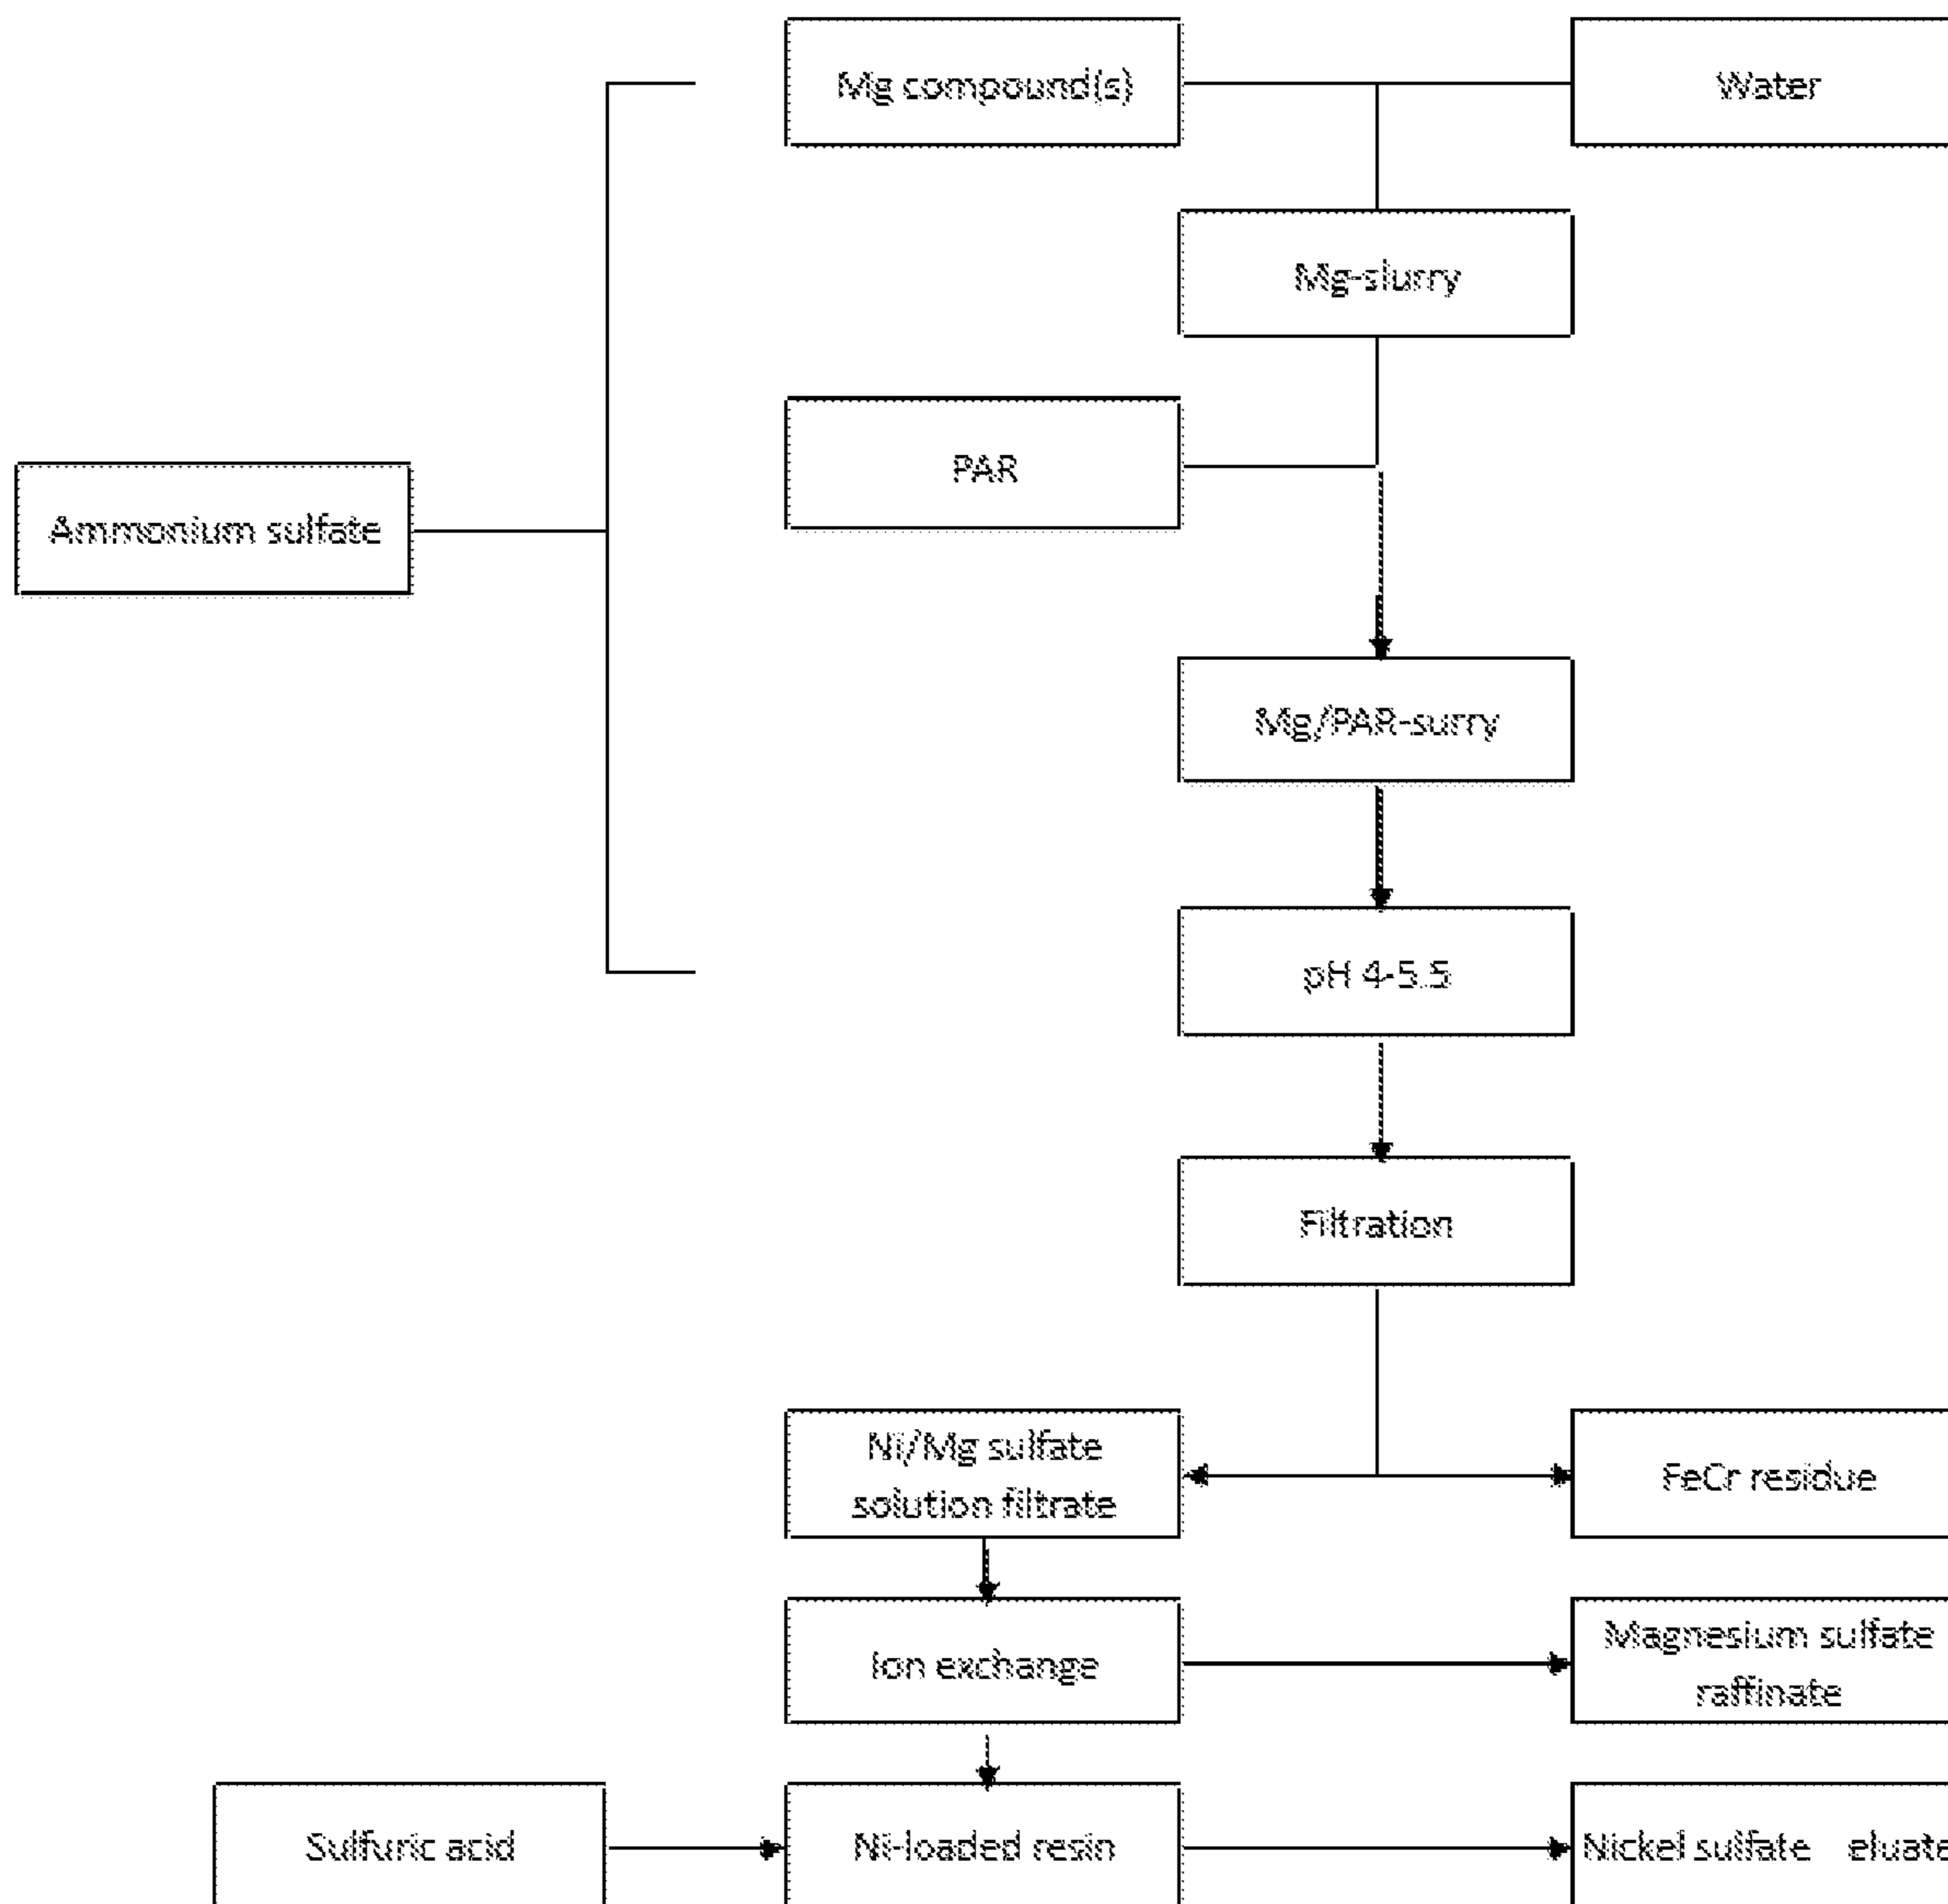 Mg compound(s)
Water
Mg-slurry
PAR
Ammonium sulfate
Mg/PAR-surry
pH 4-5.5
Filtration
Ni/Mg sulfate
solution filtrate
FeCr residue
Ion exchange
Magnesium sulfate
raffinate
Sulfuric acid
Ni-loaded resin
Nickel sulfate eluate